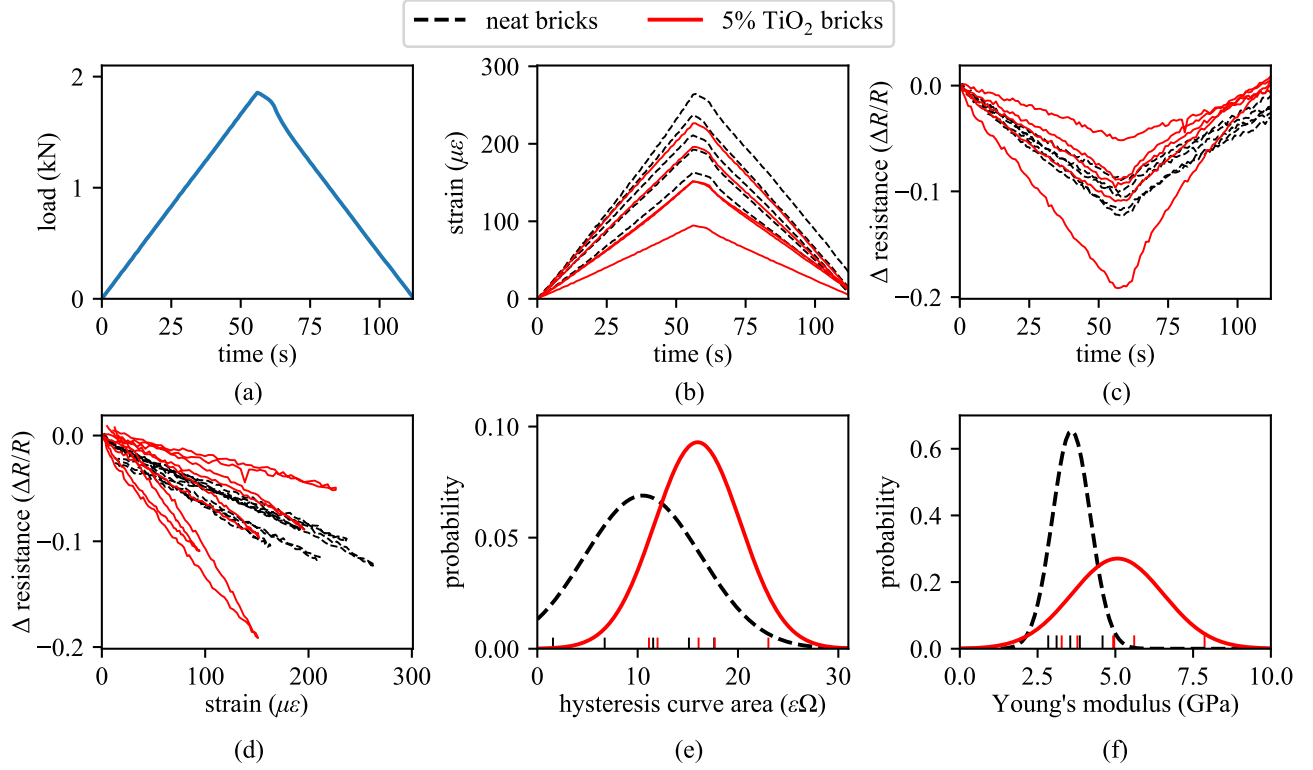 neat bricks 5% TiO₂ bricks
2
1
0
load (kN)
0 25 50 75 100
time (s)
(a)
300
200
100
0
strain (με)
0 25 50 75 100
time (s)
(b)
0.0
−0.1
−0.2
Δ resistance (ΔR/R)
0 25 50 75 100
time (s)
(c)
0.0
−0.1
−0.2
Δ resistance (ΔR/R)
0 100 200 300
strain (με)
(d)
0.10
0.05
0.00
probability
0 10 20 30
hysteresis curve area (εΩ)
(e)
0.6
0.4
0.2
0.0
probability
0.0 2.5 5.0 7.5 10.0
Young's modulus (GPa)
(f)